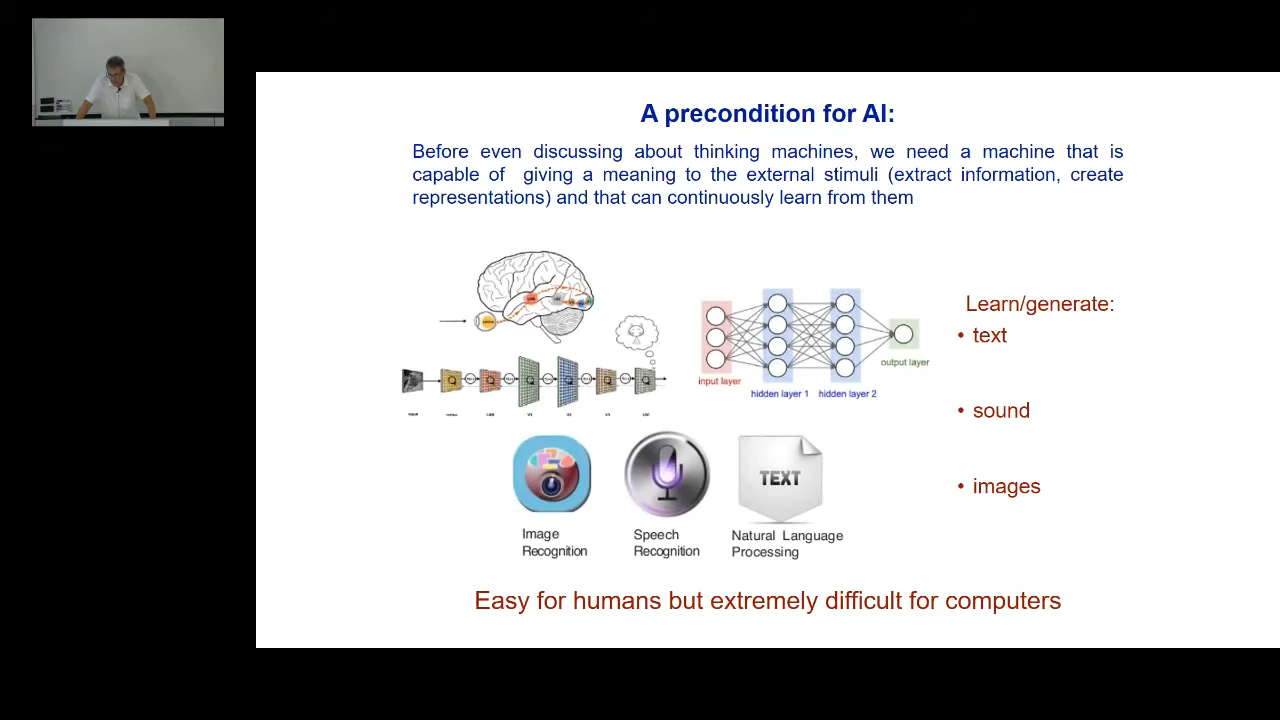 A precondition for AI:
Before even discussing about thinking machines, we need a machine that is
capable of giving a meaning to the external stimuli (extract information, create
representations) and that can continuously learn from them
input layer
hidden layer 1
hidden layer 2
output layer
Learn/generate:
• text
• sound
• images
TEXT
Image
Recognition
Speech
Recognition
Natural Language
Processing
Easy for humans but extremely difficult for computers